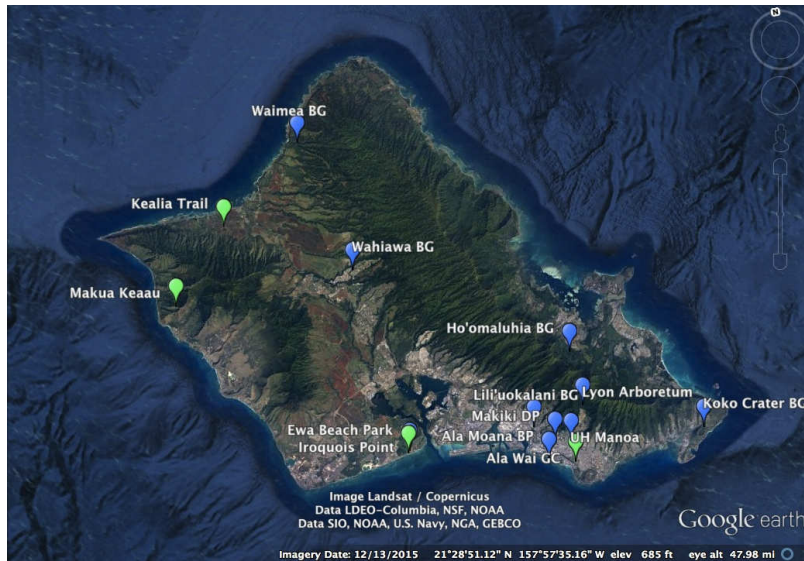 N
Waimea BG
Kealia Trail
Wahiawa BG
Makua Keaau
Ho'omaluhia BG
Lili'uokalani BG
Lyon Arboretum
Koko Crater BG
Makiki DP
Ewa Beach Park
Ala Moana BP
UH Manoa
Iroquois Point
Ala Wai GC
Image Landsat / Copernicus
Data LDEO-Columbia, NSF, NOAA
Data SIO, NOAA, U.S. Navy, NGA, GEBCO
Google earth
Imagery Date: 12/13/2015 21°28'51.12" N 157°57'35.16" W elev 685 ft eye alt 47.98 mi